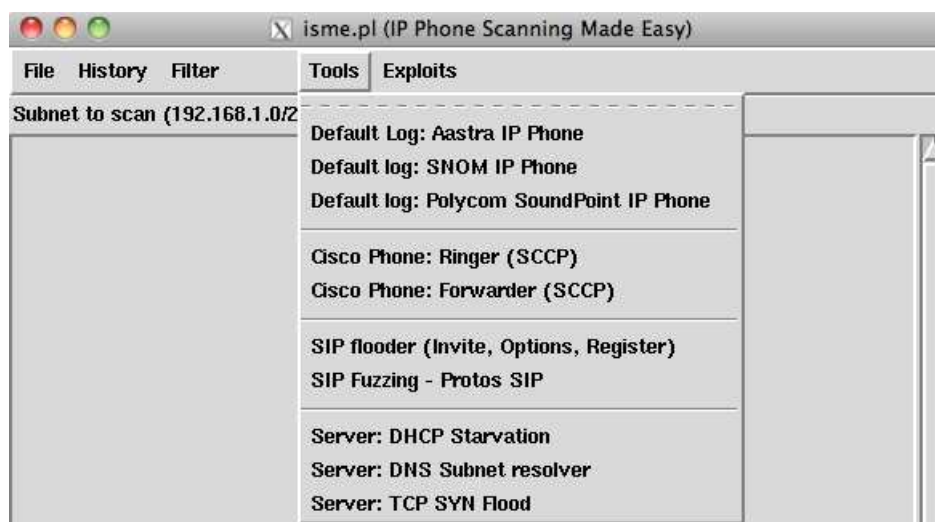 isme.pl (IP Phone Scanning Made Easy)
File History Filter Tools Exploits
Subnet to scan (192.168.1.0/2
Default Log: Aastra IP Phone
Default log: SNOM IP Phone
Default log: Polycom SoundPoint IP Phone
Cisco Phone: Ringer (SCCP)
Cisco Phone: Forwarder (SCCP)
SIP flooder (Invite, Options, Register)
SIP Fuzzing - Protos SIP
Server: DHCP Starvation
Server: DNS Subnet resolver
Server: TCP SYN Flood